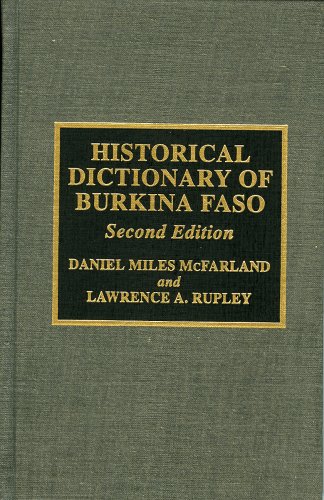 HISTORICAL
DICTIONARY OF
BURKINA FASO
Second Edition
DANIEL MILES McFARLAND
and
LAWRENCE A. RUPLEY